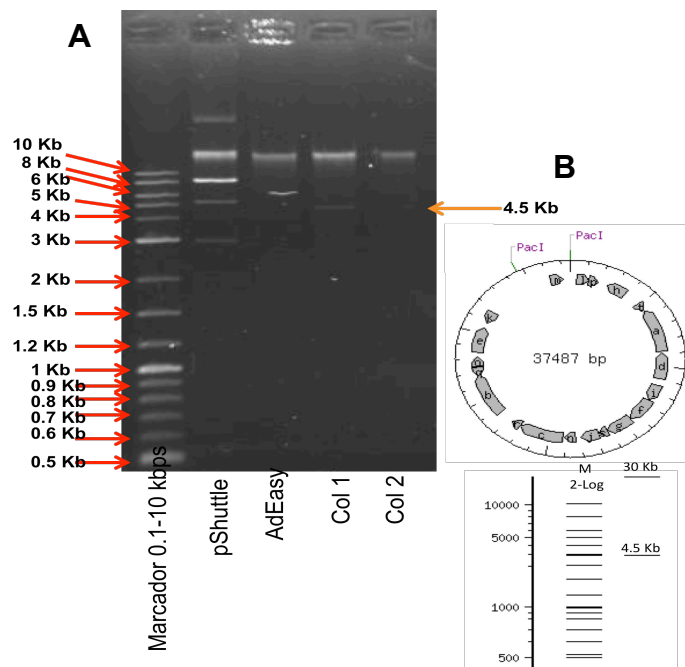 A
10 Kb
8 Kb
6 Kb
5 Kb
4 Kb
3 Kb
2 Kb
1.5 Kb
1.2 Kb
1 Kb
0.9 Kb
0.8 Kb
0.7 Kb
0.6 Kb
0.5 Kb
Marcador 0.1-10 kbps
pShuttle
AdEasy
Col 1
Col 2
4.5 Kb
B
PacI
PacI
37487 bp
h
a
d
i
f
g
c
b
e
k
M
2-Log
30 Kb
10000
5000
4.5 Kb
1000
500